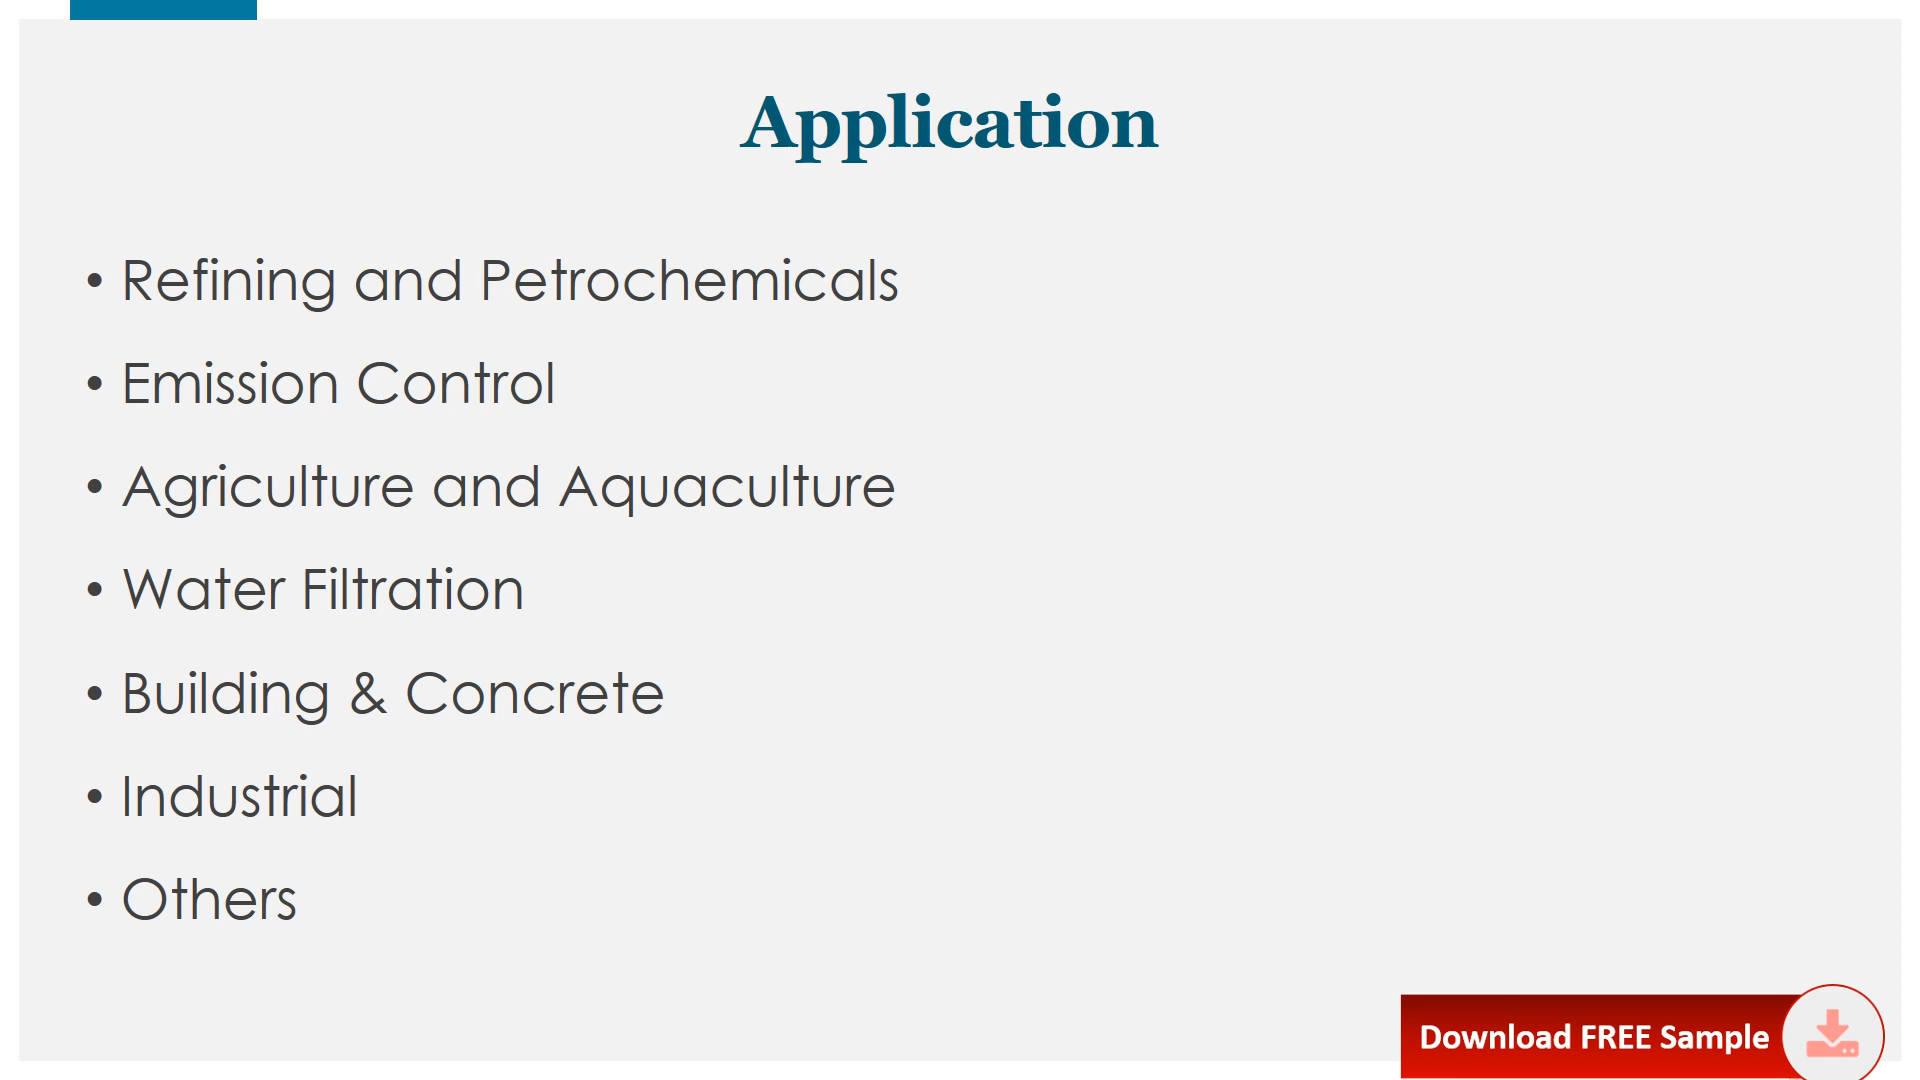 Application
• Refining and Petrochemicals
• Emission Control
• Agriculture and Aquaculture
• Water Filtration
• Building & Concrete
• Industrial
• Others
Download FREE Sample